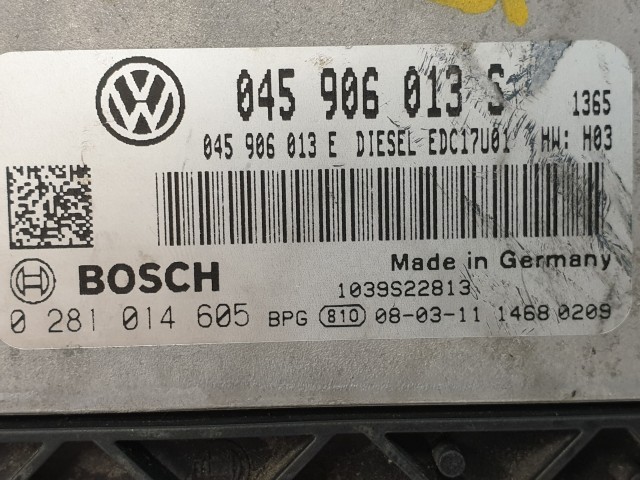 045 906 013 S 1365
045 906 013 E DIESEL EDC17U01 HW: H03
BOSCH
Made in Germany
1039S22813
0 281 014 605 BPG 810 08-03-11 1468 0209